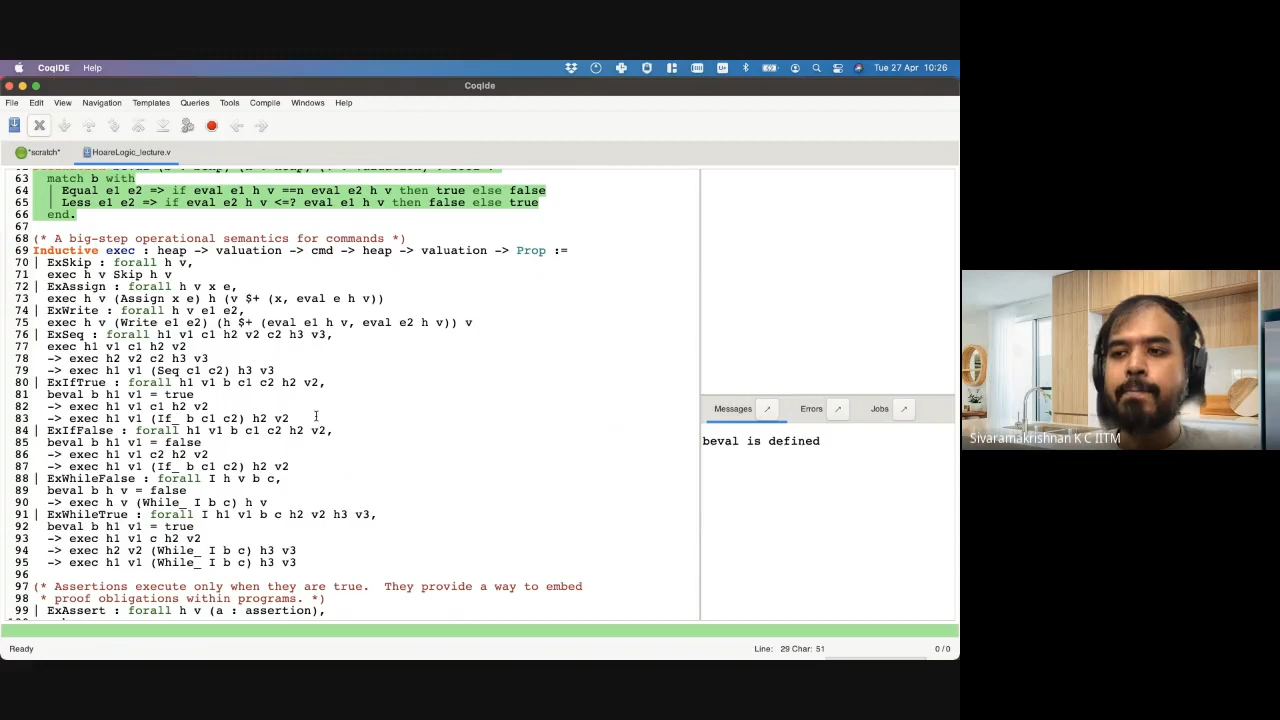 CoqIDE Help
Tue 27 Apr 10:26
CoqIde
File Edit View Navigation Templates Queries Tools Compile Windows Help
*scratch* HoareLogic_lecture.v
63 match b with
64 | Equal e1 e2 => if eval e1 h v ==n eval e2 h v then true else false
65 | Less e1 e2 => if eval e2 h v <=? eval e1 h v then false else true
66 end.
67
68 (* A big-step operational semantics for commands *)
69 Inductive exec : heap -> valuation -> cmd -> heap -> valuation -> Prop :=
70 | ExSkip : forall h v,
71 exec h v Skip h v
72 | ExAssign : forall h v x e,
73 exec h v (Assign x e) h (v $+ (x, eval e h v))
74 | ExWrite : forall h v e1 e2,
75 exec h v (Write e1 e2) (h $+ (eval e1 h v, eval e2 h v)) v
76 | ExSeq : forall h1 v1 c1 h2 v2 c2 h3 v3,
77 exec h1 v1 c1 h2 v2
78 -> exec h2 v2 c2 h3 v3
79 -> exec h1 v1 (Seq c1 c2) h3 v3
80 | ExIfTrue : forall h1 v1 b c1 c2 h2 v2,
81 beval b h1 v1 = true
82 -> exec h1 v1 c1 h2 v2
83 -> exec h1 v1 (If_ b c1 c2) h2 v2
84 | ExIfFalse : forall h1 v1 b c1 c2 h2 v2,
85 beval b h1 v1 = false
86 -> exec h1 v1 c2 h2 v2
87 -> exec h1 v1 (If_ b c1 c2) h2 v2
88 | ExWhileFalse : forall I h v b c,
89 beval b h v = false
90 -> exec h v (While_ I b c) h v
91 | ExWhileTrue : forall I h1 v1 b c h2 v2 h3 v3,
92 beval b h1 v1 = true
93 -> exec h1 v1 c h2 v2
94 -> exec h2 v2 (While_ I b c) h3 v3
95 -> exec h1 v1 (While_ I b c) h3 v3
96
97 (* Assertions execute only when they are true. They provide a way to embed
98 * proof obligations within programs. *)
99 | ExAssert : forall h v (a : assertion),
Messages Errors Jobs
beval is defined
Ready
Line: 29 Char: 51
0 / 0
Sivaramakrishnan K C IITM